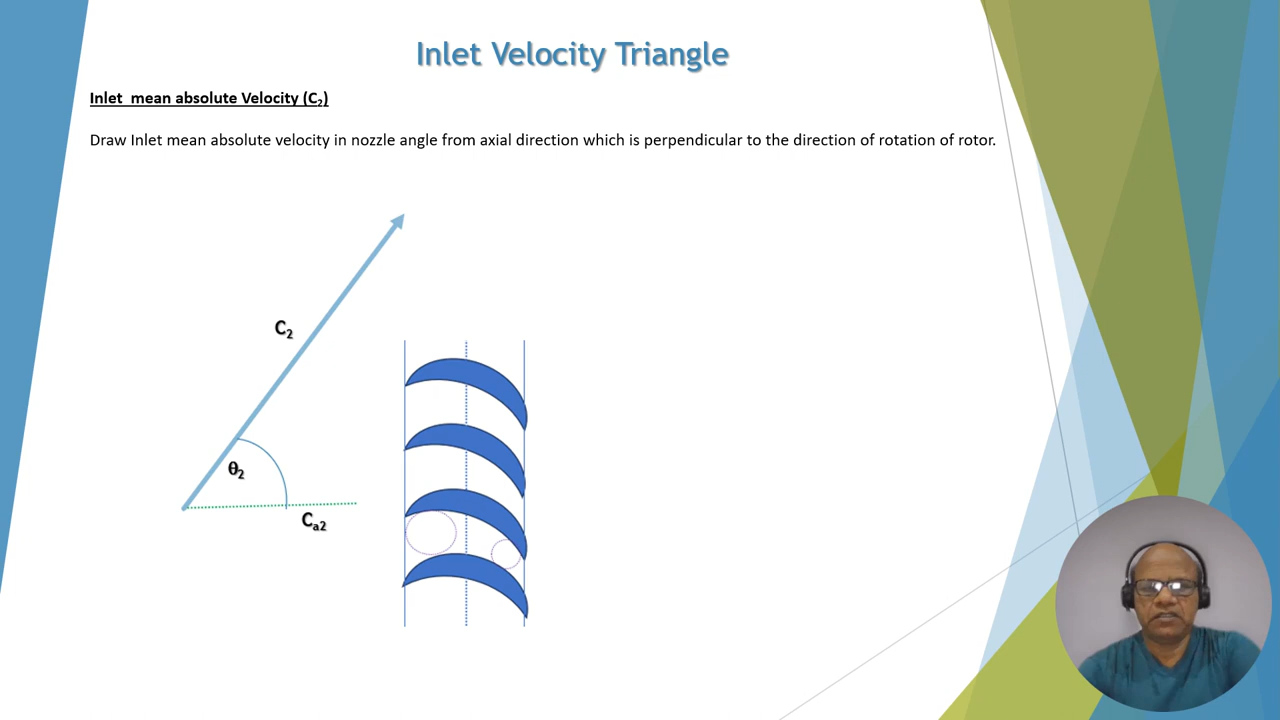 Inlet Velocity Triangle
Inlet mean absolute Velocity (C₂)
Draw Inlet mean absolute velocity in nozzle angle from axial direction which is perpendicular to the direction of rotation of rotor.
C₂
θ₂
Cₐ₂